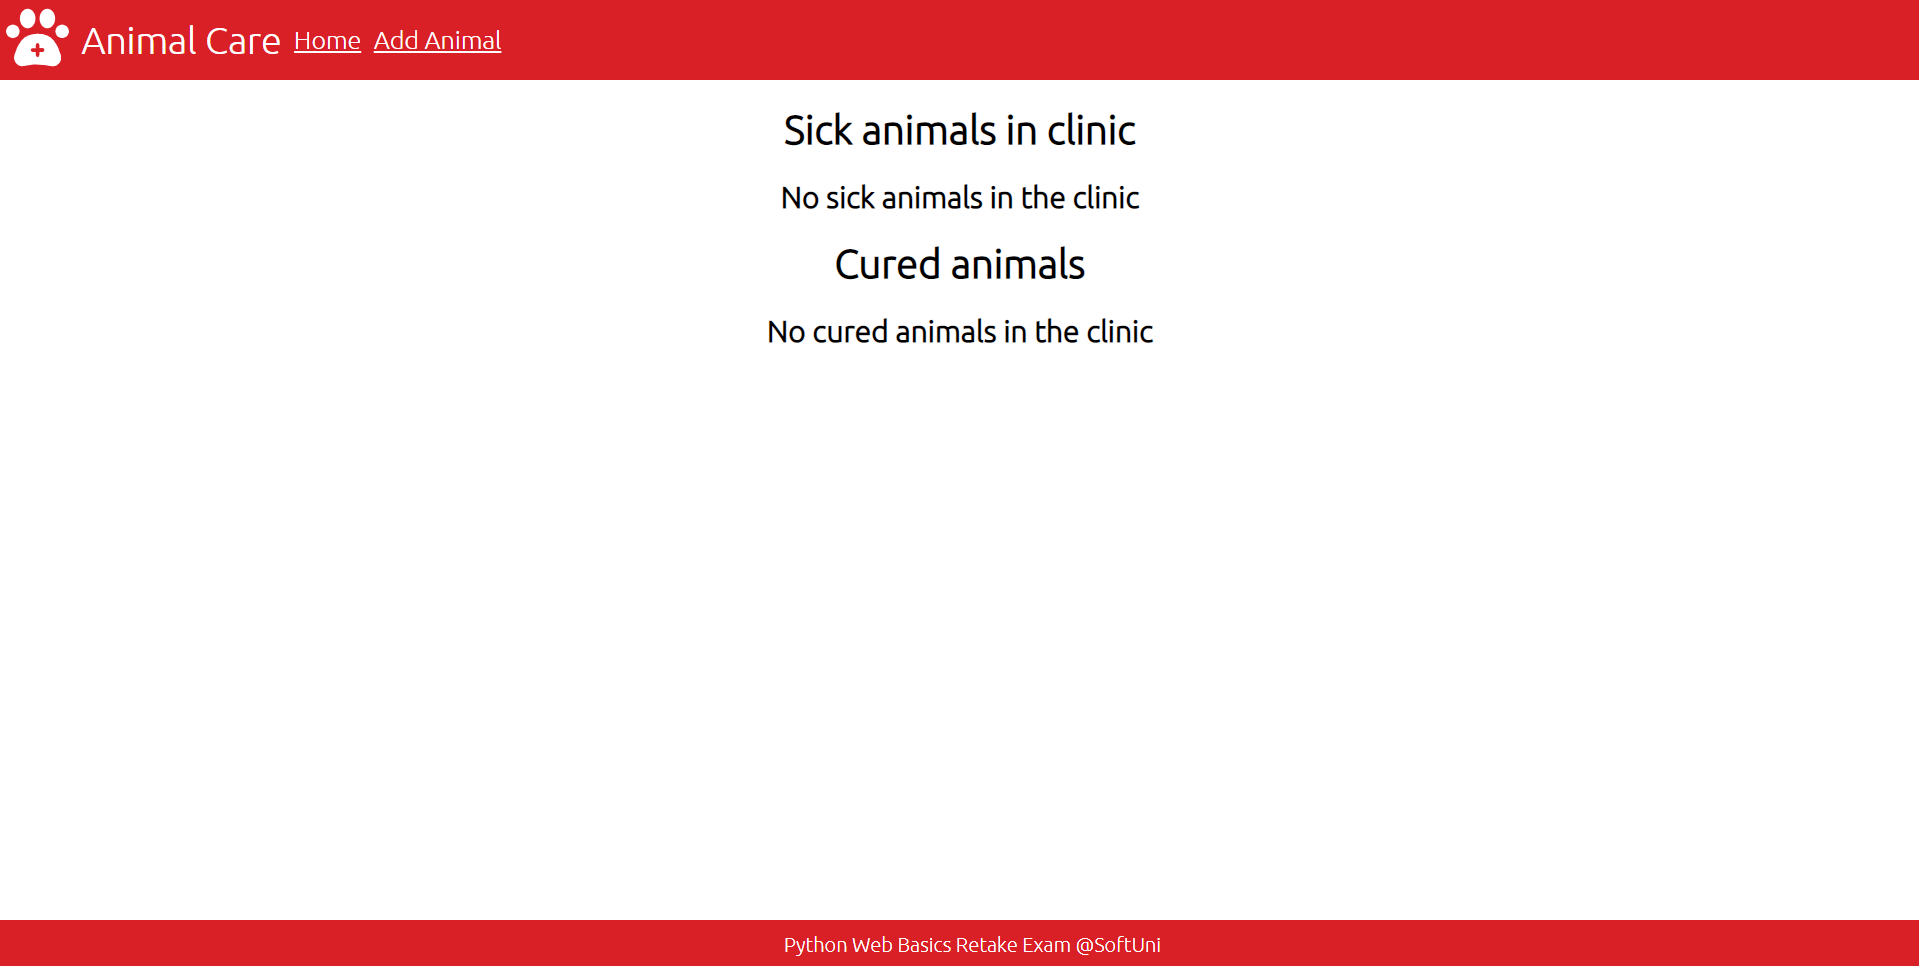 Animal Care Home Add Animal
Sick animals in clinic
No sick animals in the clinic
Cured animals
No cured animals in the clinic
Python Web Basics Retake Exam @SoftUni